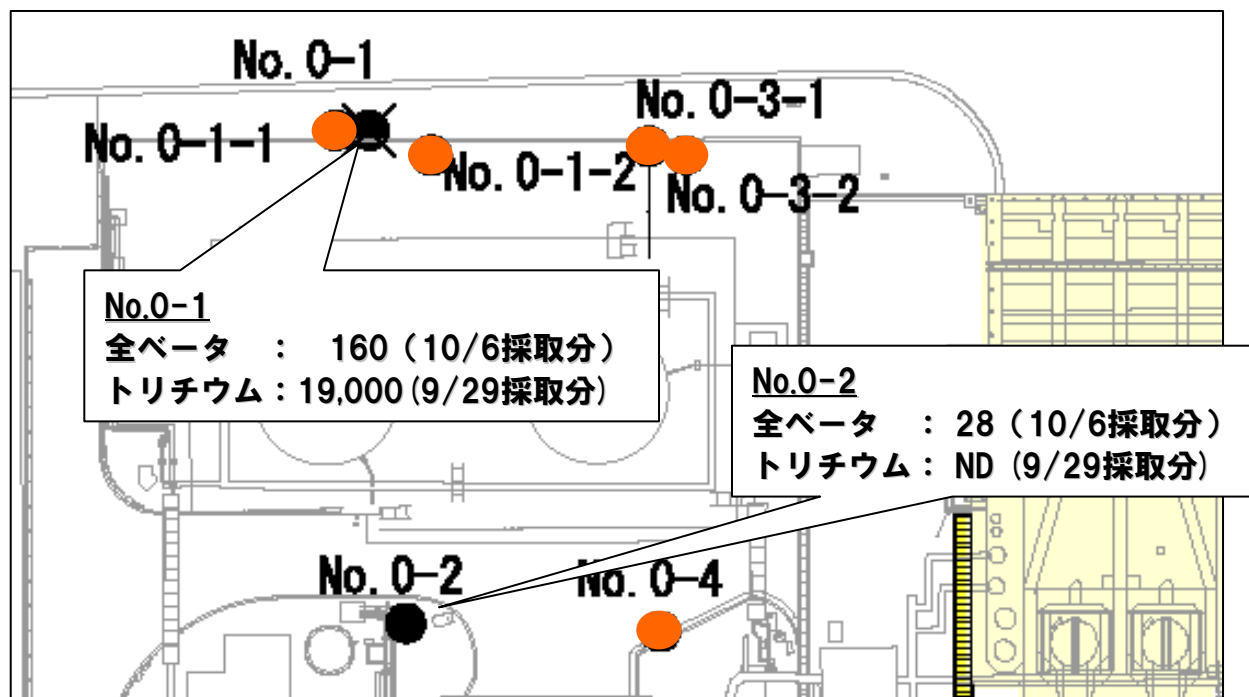 No. 0-1
No. 0-3-1
No. 0-1-1
No. 0-1-2
No. 0-3-2
No.0-1
全ベータ ： 160（10/6採取分）
トリチウム：19,000(9/29採取分)
No.0-2
全ベータ ： 28（10/6採取分）
トリチウム： ND (9/29採取分)
No. 0-2
No. 0-4